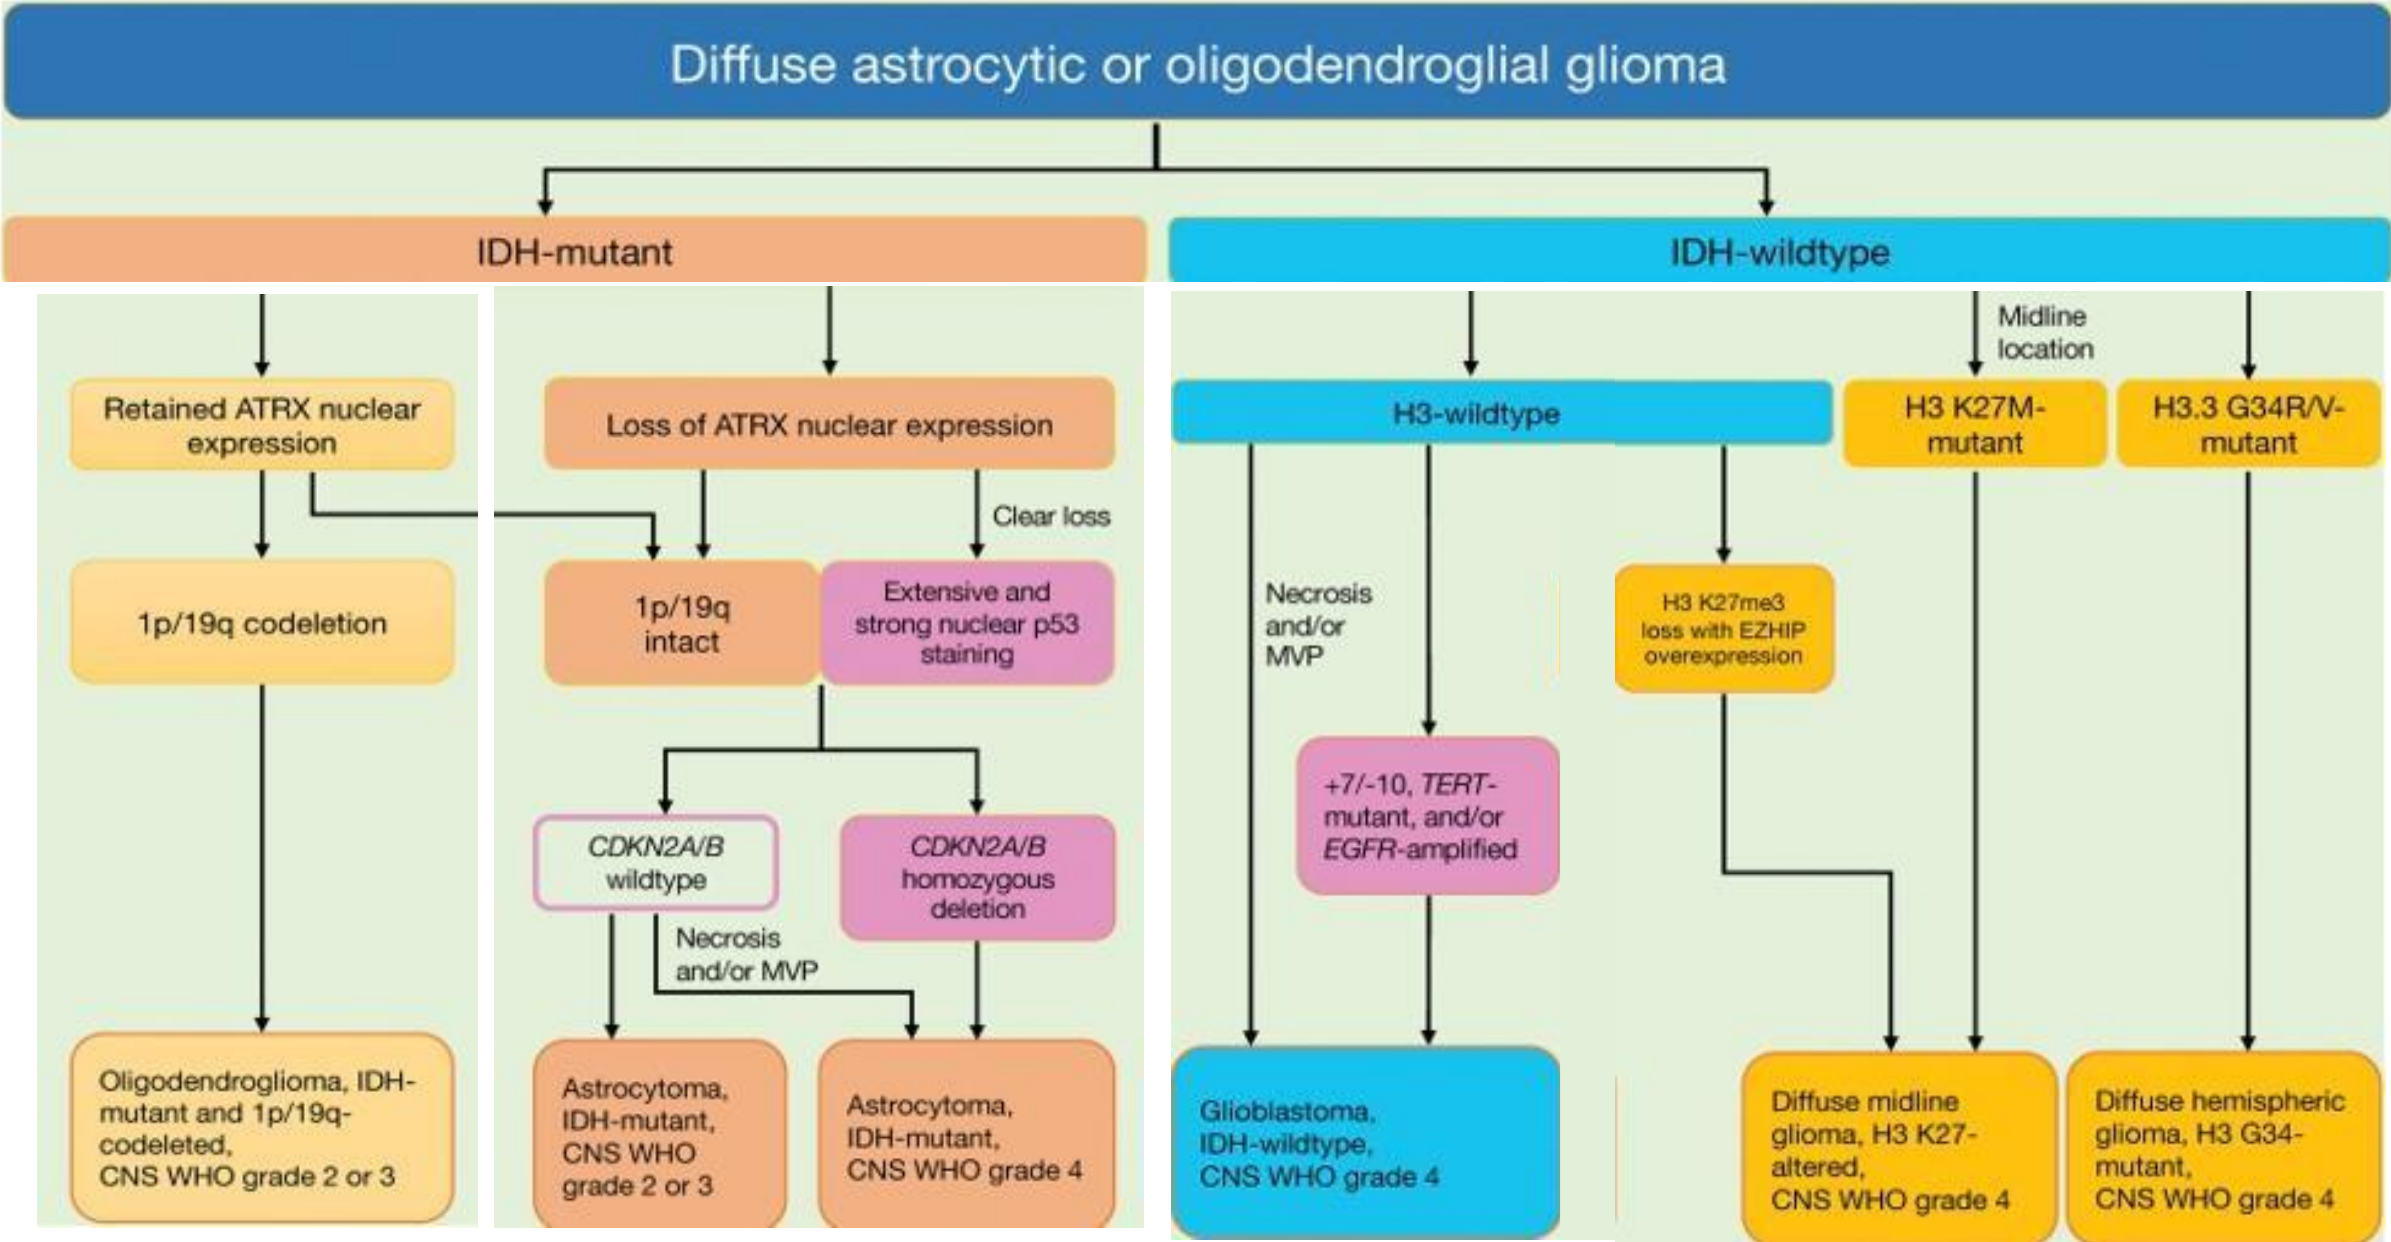 Diffuse astrocytic or oligodendroglial glioma
IDH-mutant
IDH-wildtype
Retained ATRX nuclear
expression
1p/19q codeletion
Oligodendroglioma, IDH-
mutant and 1p/19q-
codeleted,
CNS WHO grade 2 or 3
Loss of ATRX nuclear expression
Clear loss
1p/19q
intact
Extensive and
strong nuclear p53
staining
CDKN2A/B
wildtype
CDKN2A/B
homozygous
deletion
Necrosis
and/or MVP
Astrocytoma,
IDH-mutant,
CNS WHO
grade 2 or 3
Astrocytoma,
IDH-mutant,
CNS WHO grade 4
H3-wildtype
Necrosis
and/or
MVP
+7/-10, TERT-
mutant, and/or
EGFR-amplified
Glioblastoma,
IDH-wildtype,
CNS WHO grade 4
H3 K27me3
loss with EZHIP
overexpression
Midline
location
H3 K27M-
mutant
Diffuse midline
glioma, H3 K27-
altered,
CNS WHO grade 4
H3.3 G34R/V-
mutant
Diffuse hemispheric
glioma, H3 G34-
mutant,
CNS WHO grade 4